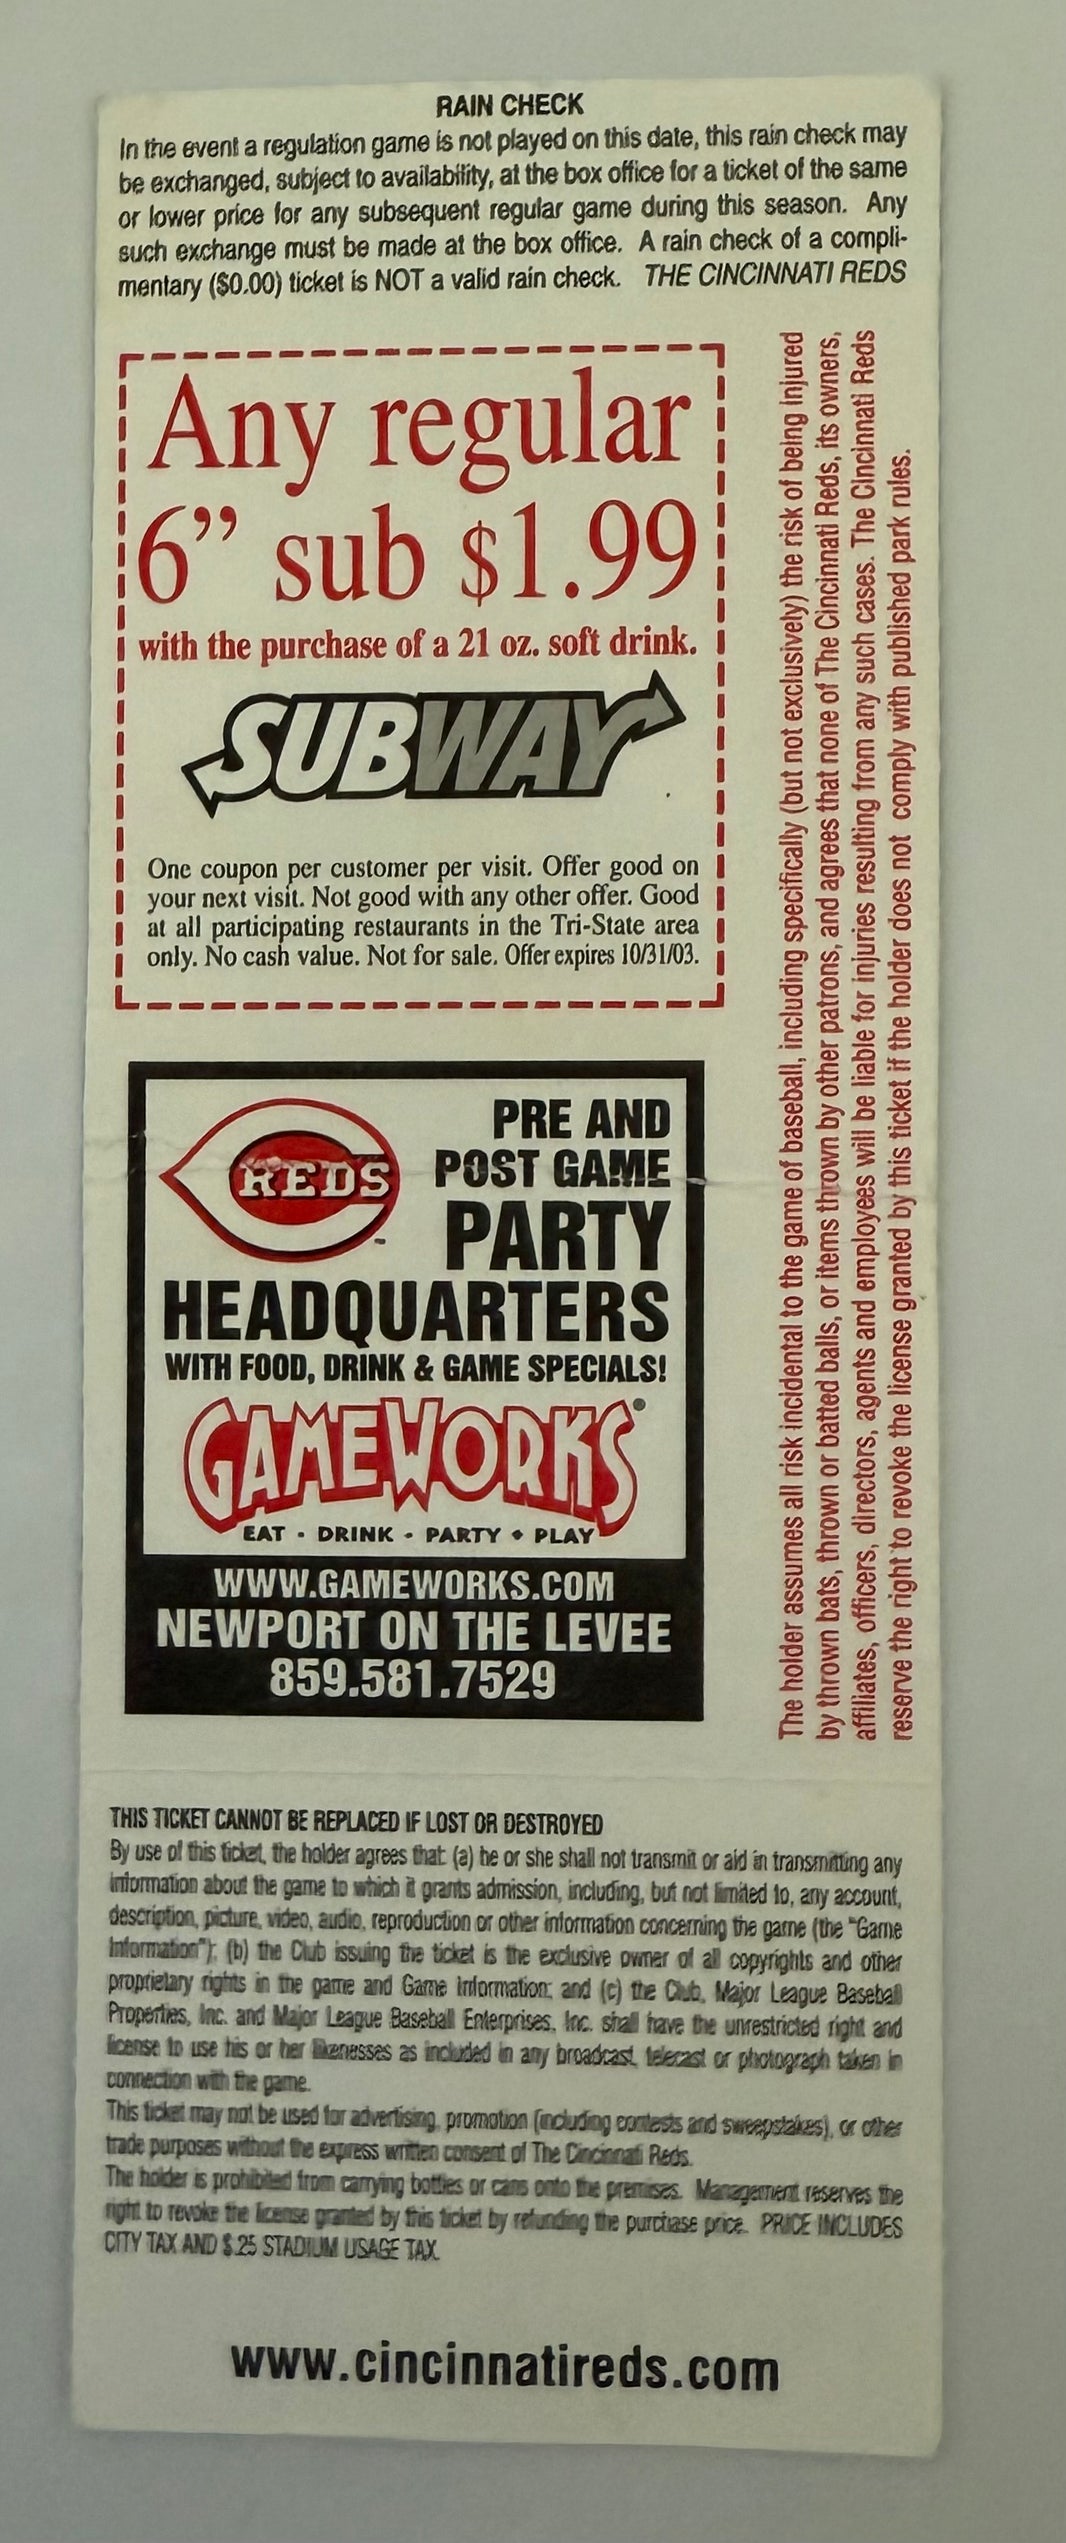 RAIN CHECK
In the event a regulation game is not played on this date, this rain check may
be exchanged, subject to availability, at the box office for a ticket of the same
or lower price for any subsequent regular game during this season. Any
such exchange must be made at the box office. A rain check of a compli-
mentary ($0.00) ticket is NOT a valid rain check. THE CINCINNATI REDS
Any regular
6” sub $1.99
with the purchase of a 21 oz. soft drink.
SUBWAY
One coupon per customer per visit. Offer good on
your next visit. Not good with any other offer. Good
at all participating restaurants in the Tri-State area
only. No cash value. Not for sale. Offer expires 10/31/03.
REDS
PRE AND
POST GAME
PARTY
HEADQUARTERS
WITH FOOD, DRINK & GAME SPECIALS!
GAMEWORKS
EAT · DRINK · PARTY · PLAY
WWW.GAMEWORKS.COM
NEWPORT ON THE LEVEE
859.581.7529
The holder assumes all risk incidental to the game of baseball, including specifically (but not exclusively) the risk of being injured
by thrown bats, thrown or batted balls, or items thrown by other patrons, and agrees that none of The Cincinnati Reds, its owners,
affiliates, officers, directors, agents and employees will be liable for injuries resulting from any such cases. The Cincinnati Reds
reserve the right to revoke the license granted by this ticket if the holder does not comply with published park rules.
THIS TICKET CANNOT BE REPLACED IF LOST OR DESTROYED
By use of this ticket, the holder agrees that: (a) he or she shall not transmit or aid in transmitting any
information about the game to which it grants admission, including, but not limited to, any account,
description, picture, video, audio, reproduction or other information concerning the game (the "Game
Information"); (b) the Club issuing the ticket is the exclusive owner of all copyrights and other
proprietary rights in the game and Game Information; and (c) the Club, Major League Baseball
Properties, Inc. and Major League Baseball Enterprises, Inc. shall have the unrestricted right and
license to use his or her likenesses as included in any broadcast, telecast or photograph taken in
connection with the game.
This ticket may not be used for advertising, promotion (including contests and sweepstakes), or other
trade purposes without the express written consent of The Cincinnati Reds.
The holder is prohibited from carrying bottles or cans onto the premises. Management reserves the
right to revoke the license granted by this ticket by refunding the purchase price. PRICE INCLUDES
CITY TAX AND $.25 STADIUM USAGE TAX.
www.cincinnatireds.com